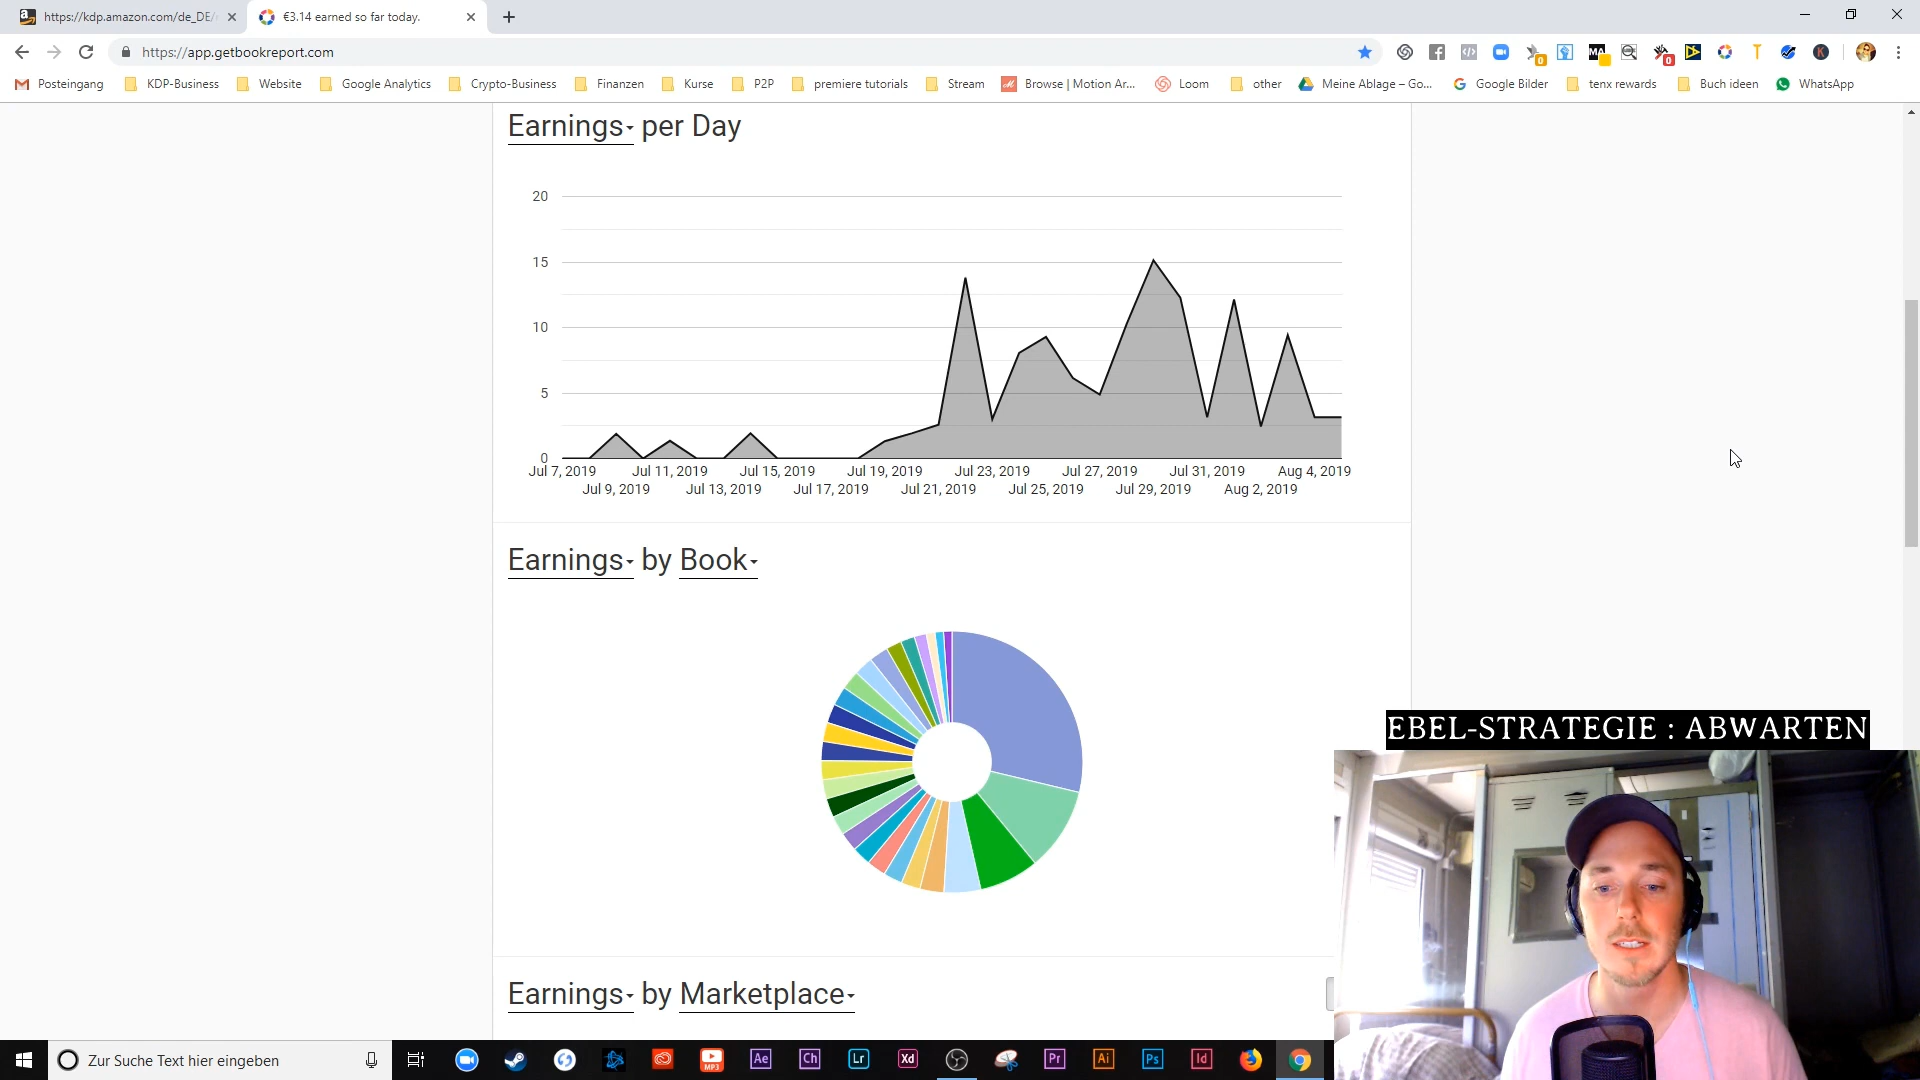 https://kdp.amazon.com/de_DE/
€3.14 earned so far today.
https://app.getbookreport.com
Posteingang
KDP-Business
Website
Google Analytics
Crypto-Business
Finanzen
Kurse
P2P
premiere tutorials
Stream
Browse | Motion Ar...
Loom
other
Meine Ablage – Go...
Google Bilder
tenx rewards
Buch ideen
WhatsApp
Earnings per Day
20
15
10
5
0
Jul 7, 2019
Jul 11, 2019
Jul 15, 2019
Jul 19, 2019
Jul 23, 2019
Jul 27, 2019
Jul 31, 2019
Aug 4, 2019
Jul 9, 2019
Jul 13, 2019
Jul 17, 2019
Jul 21, 2019
Jul 25, 2019
Jul 29, 2019
Aug 2, 2019
Earnings by Book
EBEL-STRATEGIE : ABWARTEN
Earnings by Marketplace
Zur Suche Text hier eingeben
MP3
Ae
Ch
Lr
Xd
Pr
Ai
Ps
Id